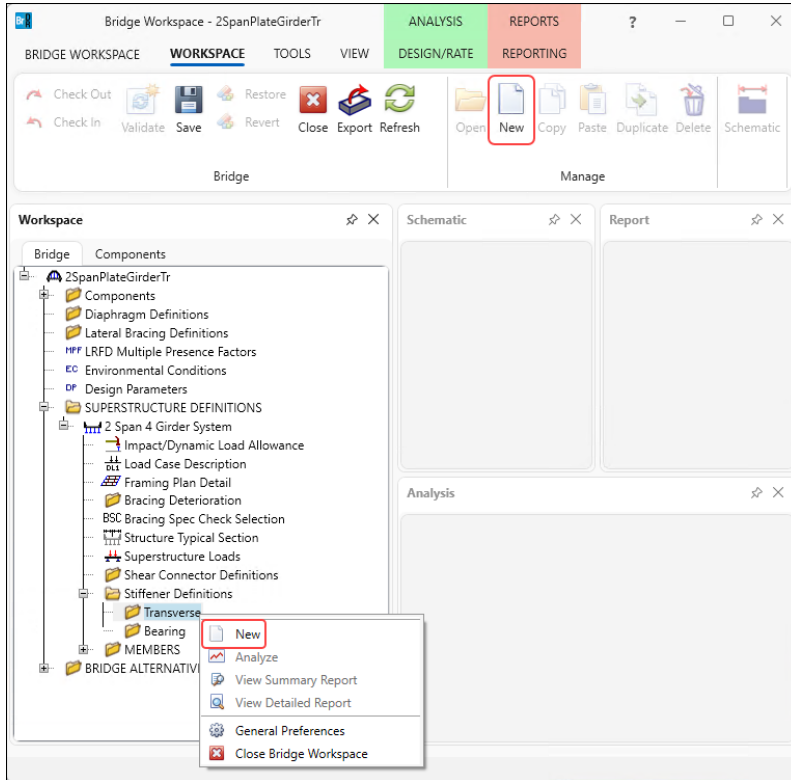 Br Bridge Workspace - 2SpanPlateGirderTr ANALYSIS REPORTS ?
BRIDGE WORKSPACE WORKSPACE TOOLS VIEW DESIGN/RATE REPORTING
Check Out Restore
Check In Validate Save Revert Close Export Refresh Open New Copy Paste Duplicate Delete Schematic
Bridge Manage
Workspace Schematic Report
Bridge Components
2SpanPlateGirderTr
Components
Diaphragm Definitions
Lateral Bracing Definitions
MPF LRFD Multiple Presence Factors
EC Environmental Conditions
DP Design Parameters
SUPERSTRUCTURE DEFINITIONS
2 Span 4 Girder System
Impact/Dynamic Load Allowance
DL1 Load Case Description
Framing Plan Detail
Bracing Deterioration
BSC Bracing Spec Check Selection
Structure Typical Section
Superstructure Loads
Shear Connector Definitions
Stiffener Definitions
Transverse
Bearing
MEMBERS
BRIDGE ALTERNATIV
Analysis
New
Analyze
View Summary Report
View Detailed Report
General Preferences
Close Bridge Workspace